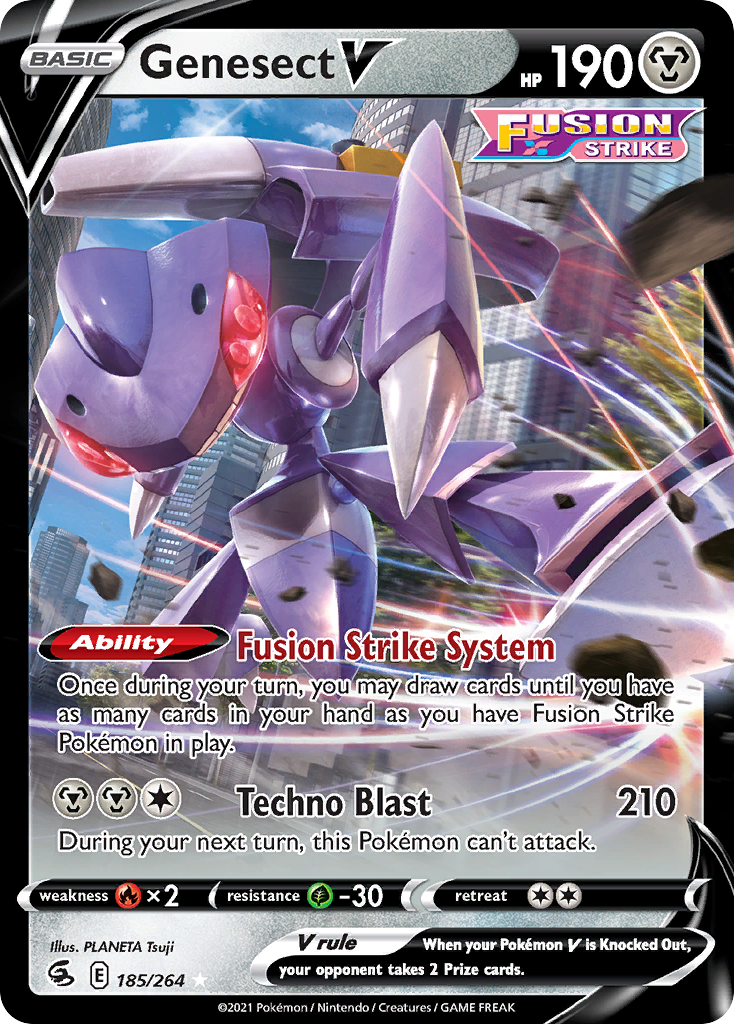 BASIC
Genesect V
HP 190
FUSION
STRIKE
Ability Fusion Strike System
Once during your turn, you may draw cards until you have
as many cards in your hand as you have Fusion Strike
Pokémon in play.
Techno Blast 210
During your next turn, this Pokémon can't attack.
weakness ×2 resistance -30 retreat
Illus. PLANETA Tsuji
E 185/264
V rule When your Pokémon V is Knocked Out,
your opponent takes 2 Prize cards.
©2021 Pokémon / Nintendo / Creatures / GAME FREAK